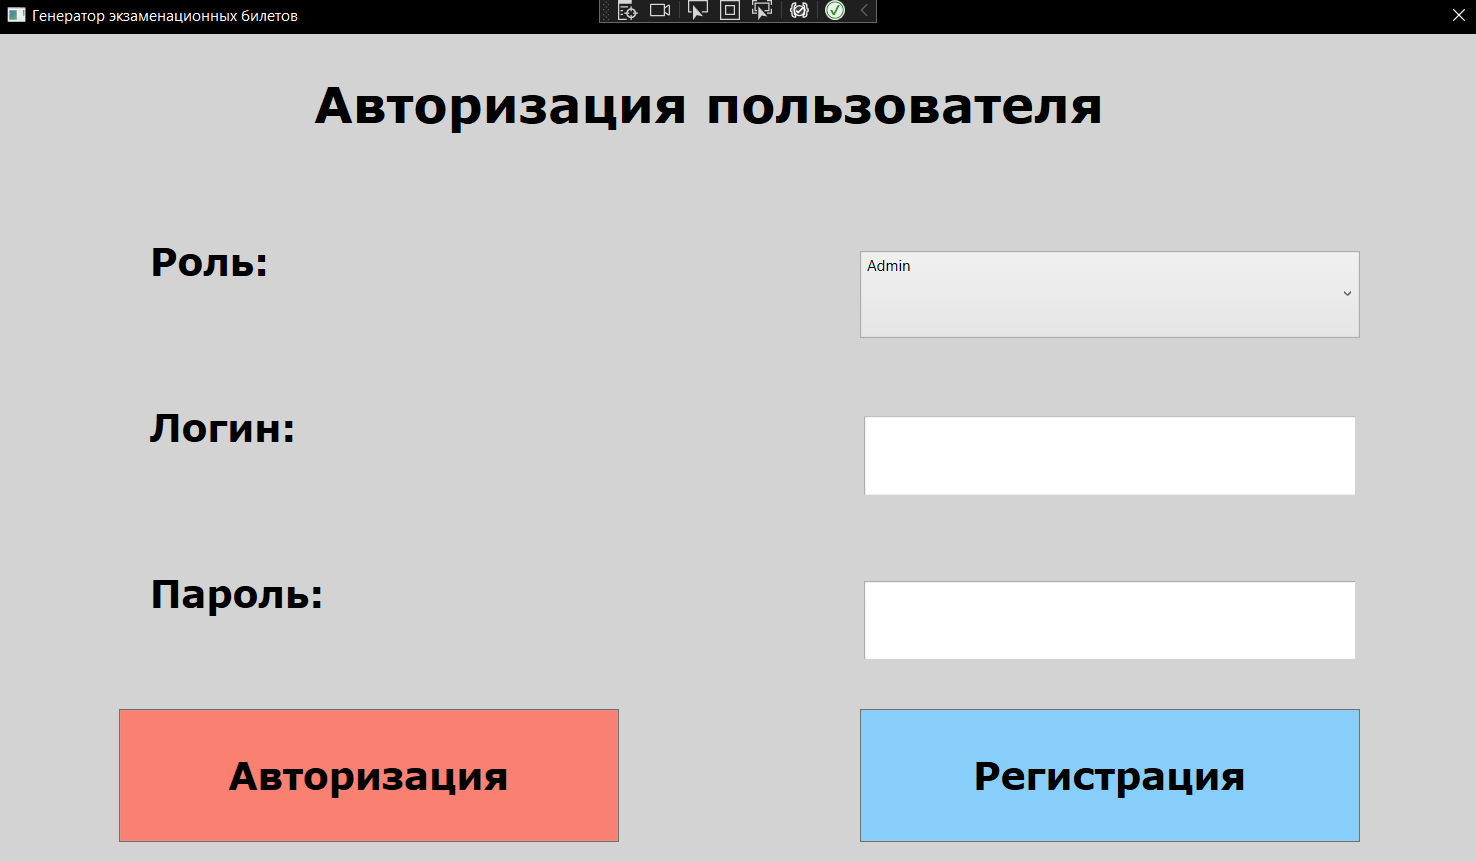 Генератор экзаменационных билетов
Авторизация пользователя
Роль:
Admin
Логин:
Пароль:
Авторизация
Регистрация